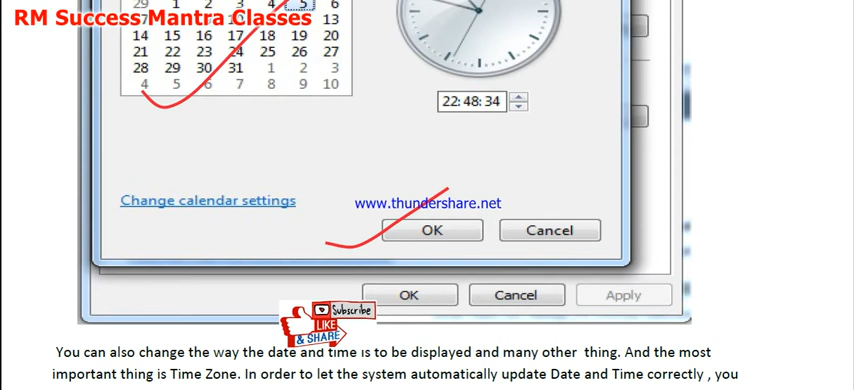 RM Success Mantra Classes
29 1 2 3 4 5 6
13
14 15 16 17 18 19 20
21 22 23 24 25 26 27
28 29 30 31 1 2 3
4 5 6 7 8 9 10
22:48:34
Change calendar settings
www.thundershare.net
OK Cancel
OK Cancel Apply
Subscribe
LIKE
& SHARE
You can also change the way the date and time is to be displayed and many other thing. And the most
important thing is Time Zone. In order to let the system automatically update Date and Time correctly , you